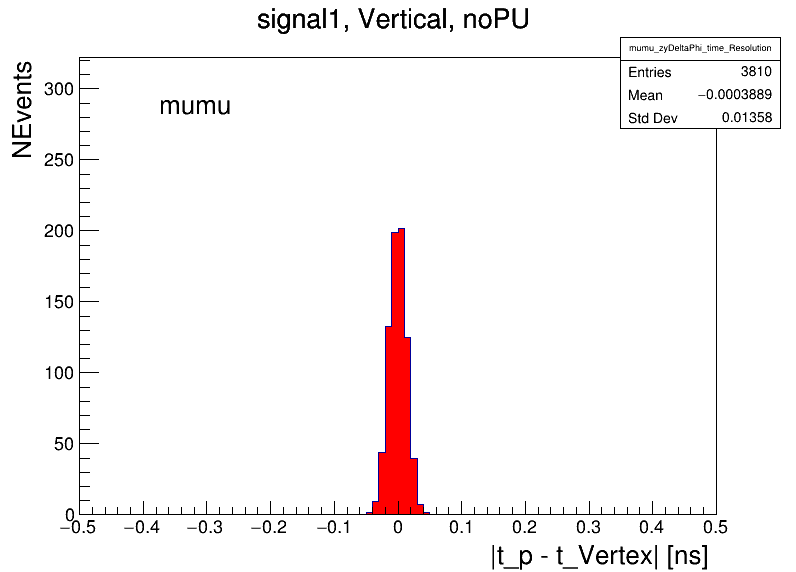 signal1, Vertical, noPU
mumu_zyDeltaPhi_time_Resolution
Entries 3810
Mean −0.0003889
Std Dev 0.01358
NEvents
mumu
300
250
200
150
100
50
0
−0.5 −0.4 −0.3 −0.2 −0.1 0 0.1 0.2 0.3 0.4 0.5
|t_p - t_Vertex| [ns]